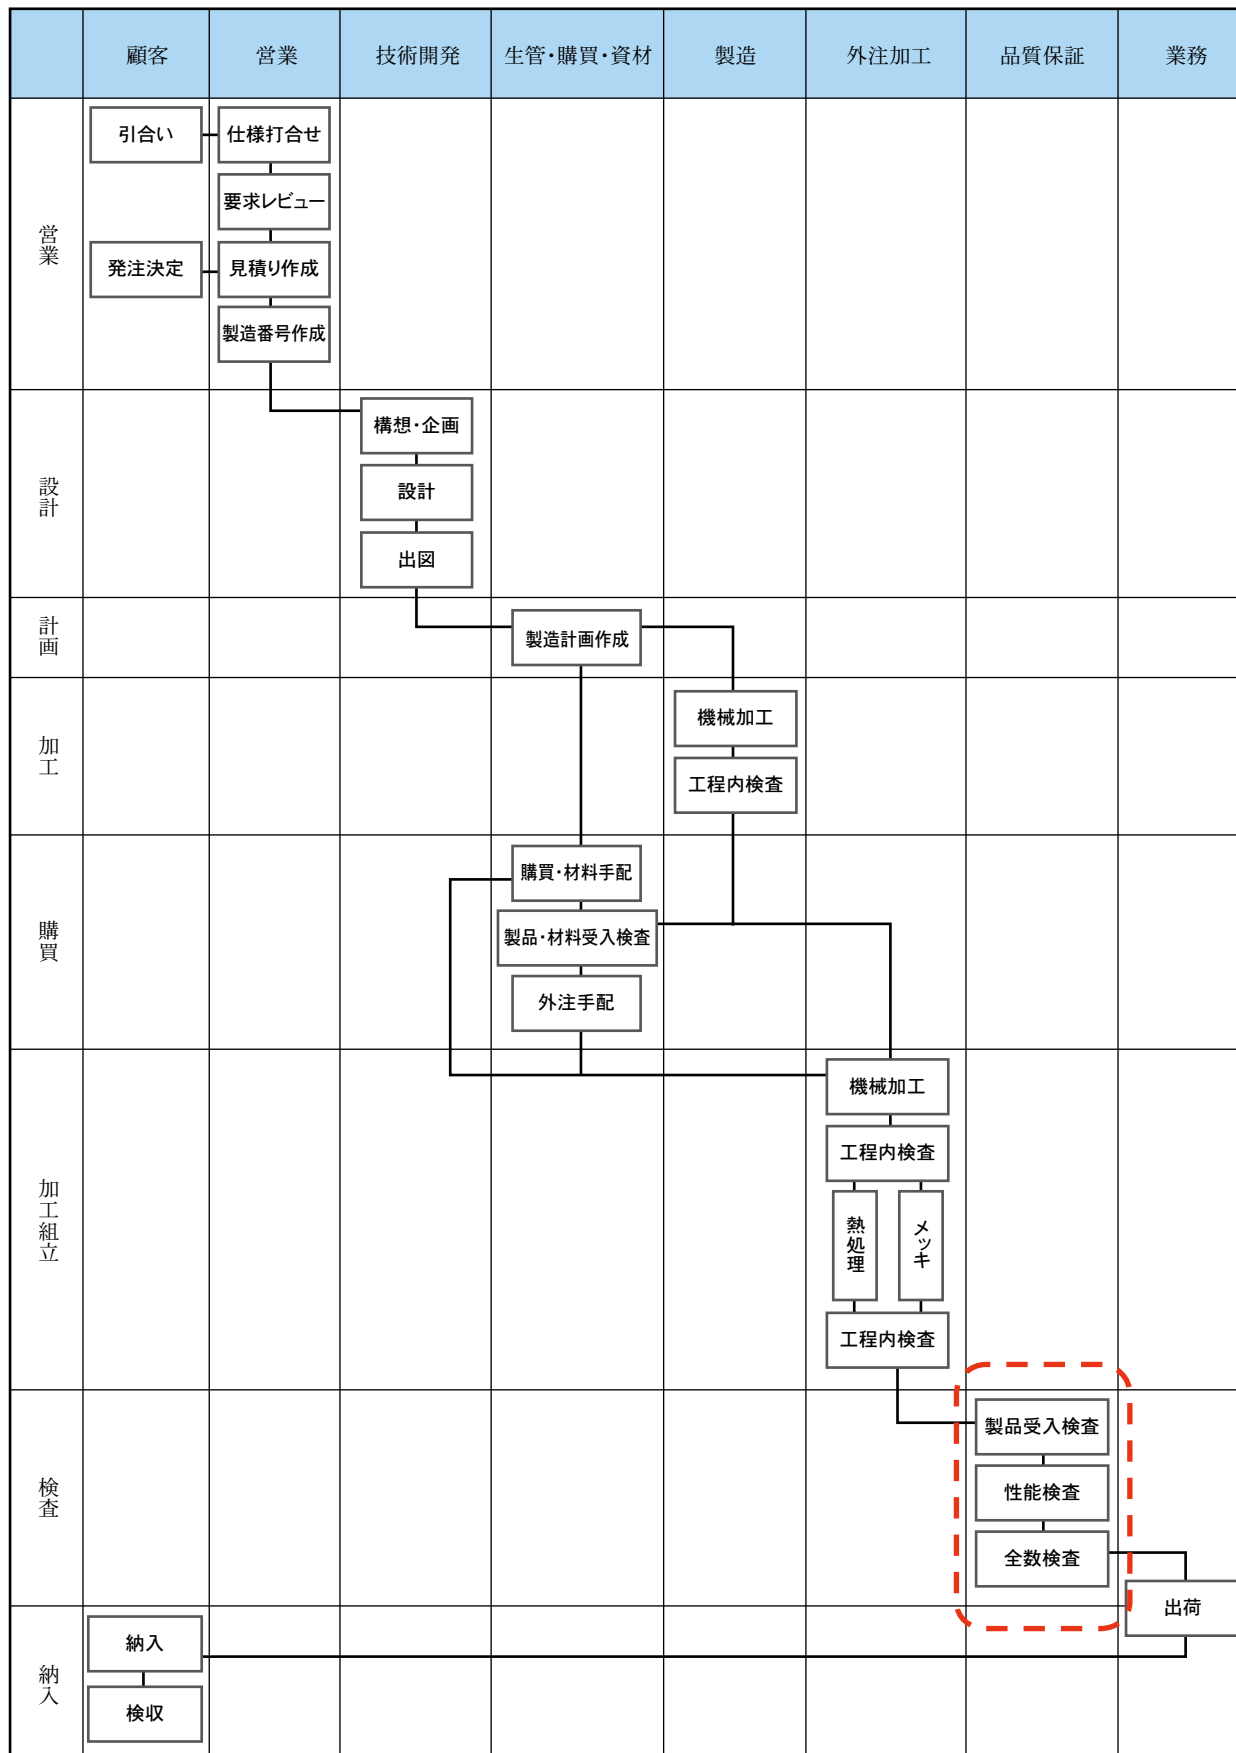 顧客
営業
技術開発
生管・購買・資材
製造
外注加工
品質保証
業務
営業
引合い
仕様打合せ
要求レビュー
発注決定
見積り作成
製造番号作成
設計
構想・企画
設計
出図
計画
製造計画作成
加工
機械加工
工程内検査
購買
購買・材料手配
製品・材料受入検査
外注手配
加工組立
機械加工
工程内検査
熱処理
メッキ
工程内検査
検査
製品受入検査
性能検査
全数検査
出荷
納入
納入
検収